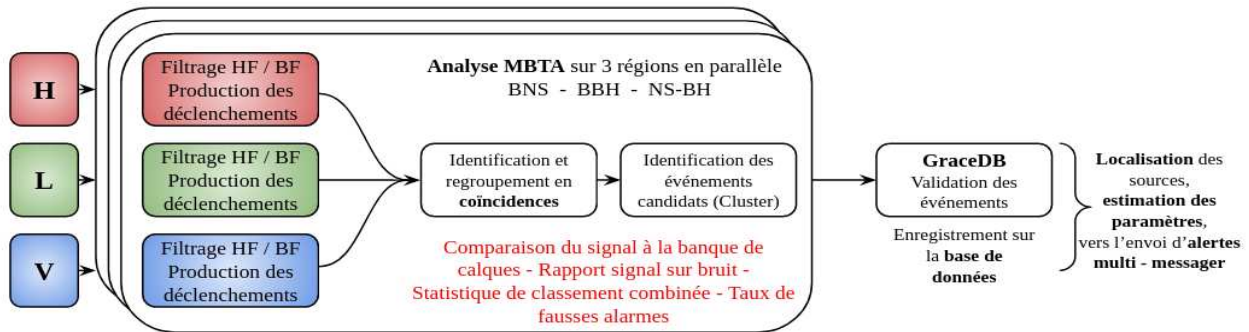 H
L
V
Filtrage HF / BF
Production des
déclenchements
Filtrage HF / BF
Production des
déclenchements
Filtrage HF / BF
Production des
déclenchements
Analyse MBTA sur 3 régions en parallèle
BNS - BBH - NS-BH
Identification et
regroupement en
coïncidences
Identification des
événements
candidats (Cluster)
Comparaison du signal à la banque de
calques - Rapport signal sur bruit -
Statistique de classement combinée - Taux de
fausses alarmes
GraceDB
Validation des
événements
Enregistrement sur
la base de
données
Localisation des
sources,
estimation des
paramètres,
vers l'envoi d'alertes
multi - messager